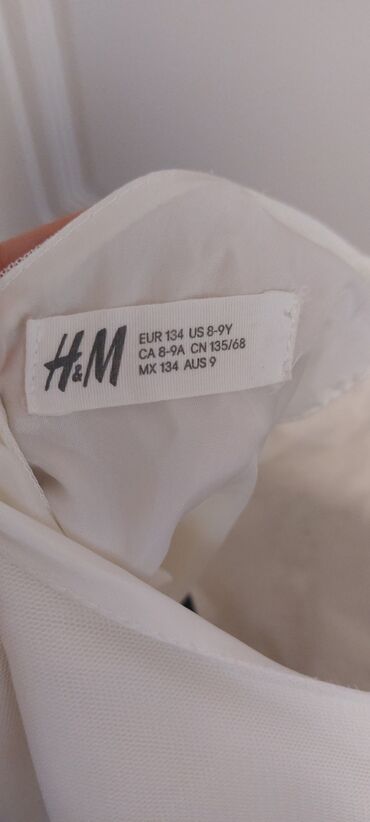 H&M
EUR 134 US 8-9Y
CA 8-9A CN 135/68
MX 134 AUS 9